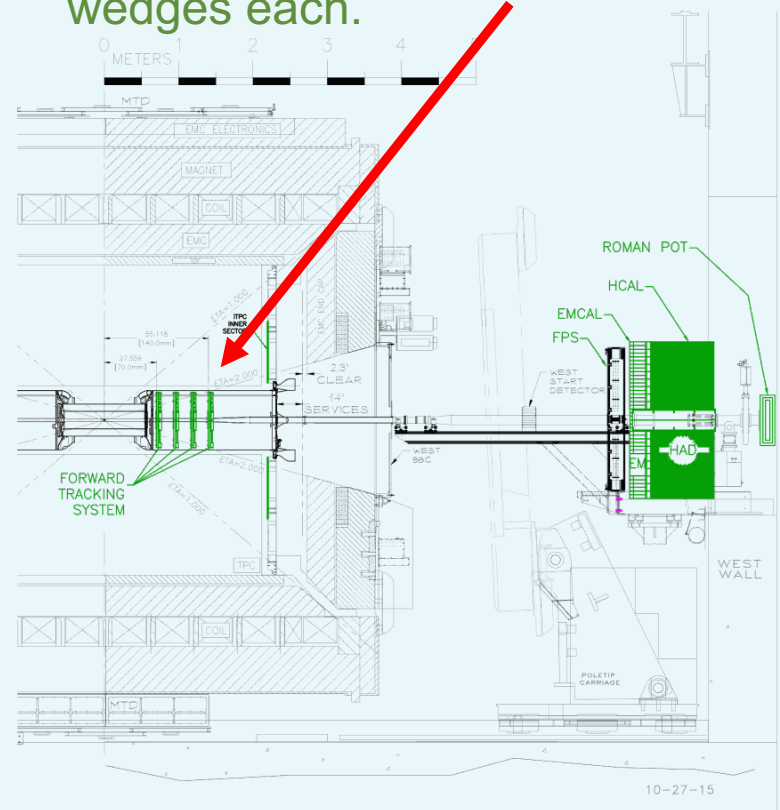 wedges each.
0 1 2 3 4
METERS
MTD
EMC ELECTRONICS
MAGNET
COIL
EMC
ROMAN POT
HCAL
EMCAL
FPS
ETA=1.000
ITPC
INNER
SECTOR
EMC END CAP
55.118
[140.0mm]
27.559
[70.0mm]
ETA=2.000
2.3'
CLEAR
14"
SERVICES
WEST
START
DETECTOR
EM
HAD
WEST
BBC
FORWARD
TRACKING
SYSTEM
ETA=2.000
ETA=1.000
TPC
WEST
WALL
COIL
POLETIP
CARRIAGE
MTD
10-27-15